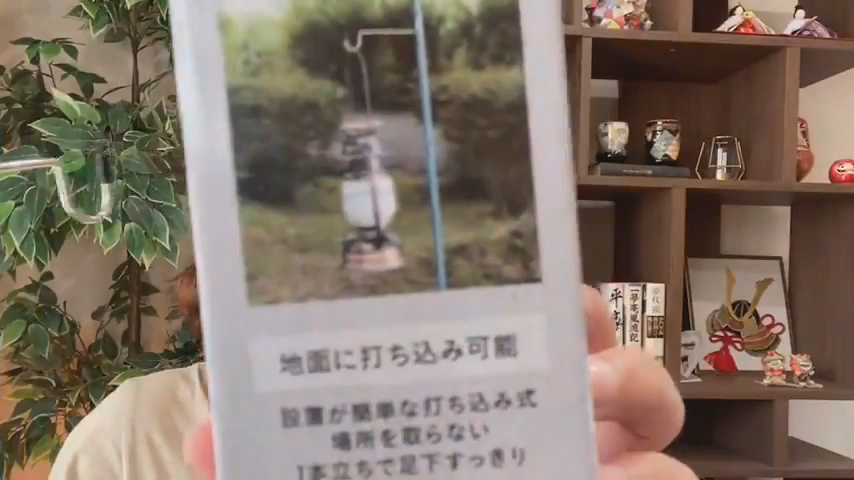 地面に打ち込み可能
設置が簡単な打ち込み式
場所を取らない
1本立ちで足下すっきり